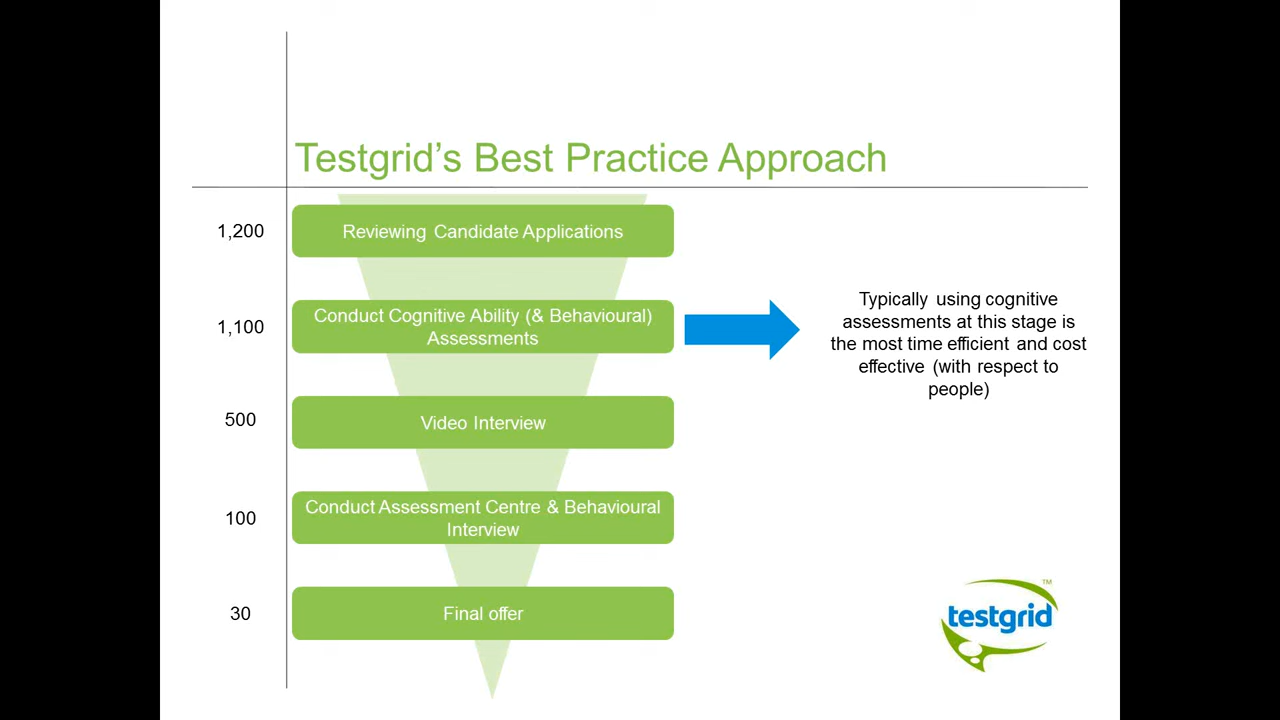 Testgrid's Best Practice Approach
1,200
Reviewing Candidate Applications
1,100
Conduct Cognitive Ability (& Behavioural)
Assessments
Typically using cognitive
assessments at this stage is
the most time efficient and cost
effective (with respect to
people)
500
Video Interview
100
Conduct Assessment Centre & Behavioural
Interview
30
Final offer
testgrid
TM